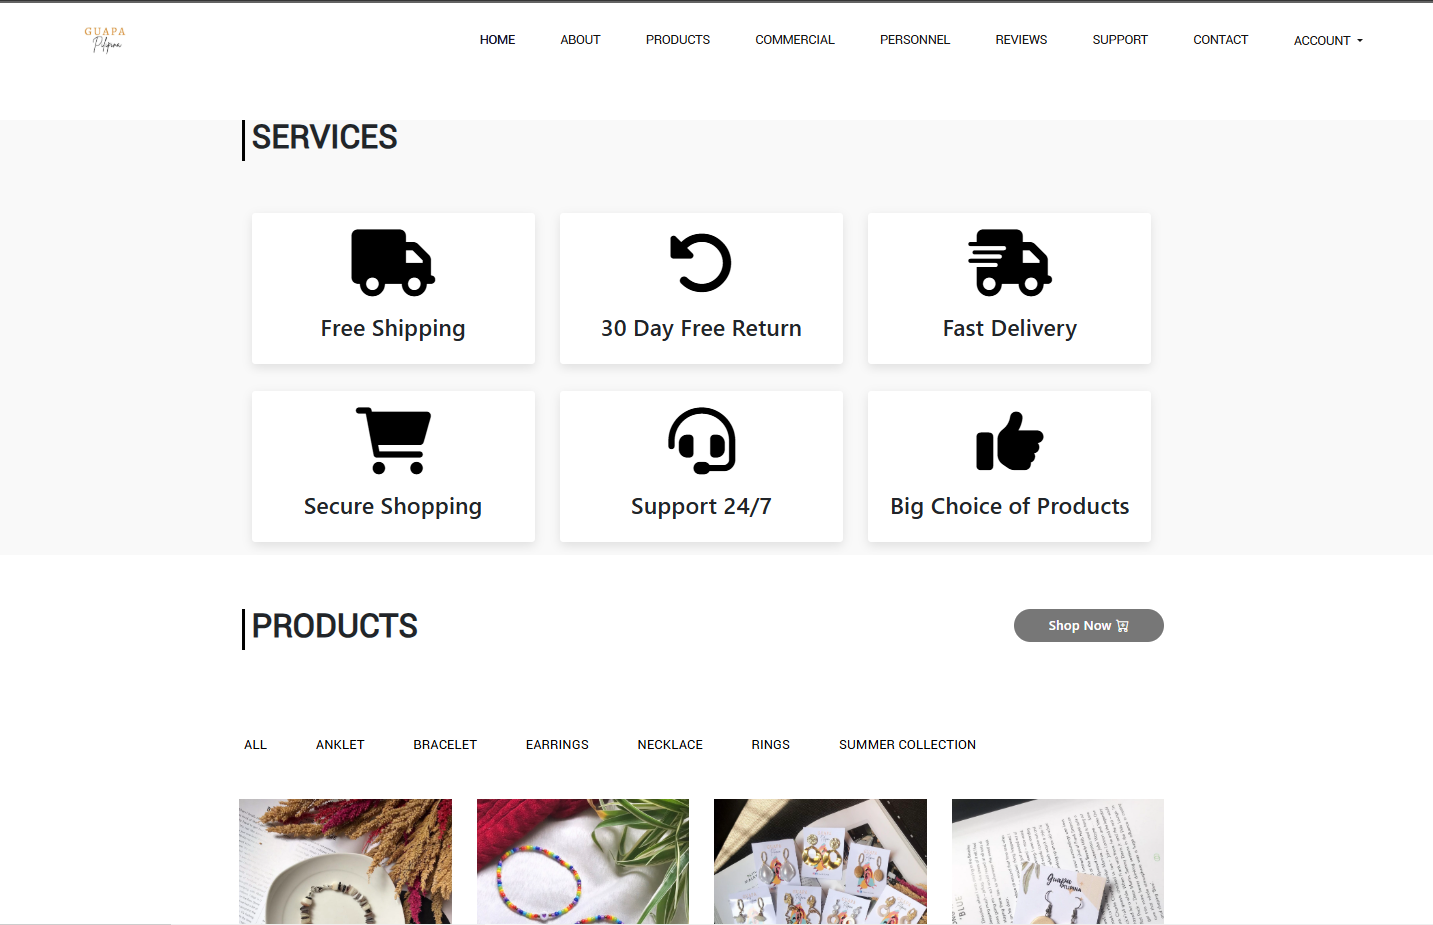 GUAPA
Pilipina
HOME ABOUT PRODUCTS COMMERCIAL PERSONNEL REVIEWS SUPPORT CONTACT ACCOUNT
SERVICES
Free Shipping
30 Day Free Return
Fast Delivery
Secure Shopping
Support 24/7
Big Choice of Products
PRODUCTS
Shop Now
ALL ANKLET BRACELET EARRINGS NECKLACE RINGS SUMMER COLLECTION
Guapa